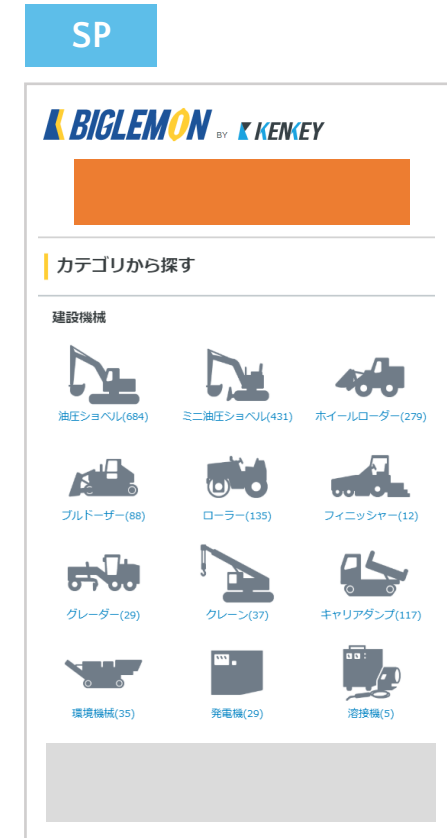 SP
BIGLEMON BY KENKEY
カテゴリから探す
建設機械
油圧ショベル(684) ミニ油圧ショベル(431) ホイールローダー(279)
ブルドーザー(88) ローラー(135) フィニッシャー(12)
グレーダー(29) クレーン(37) キャリアダンプ(117)
環境機械(35) 発電機(29) 溶接機(5)